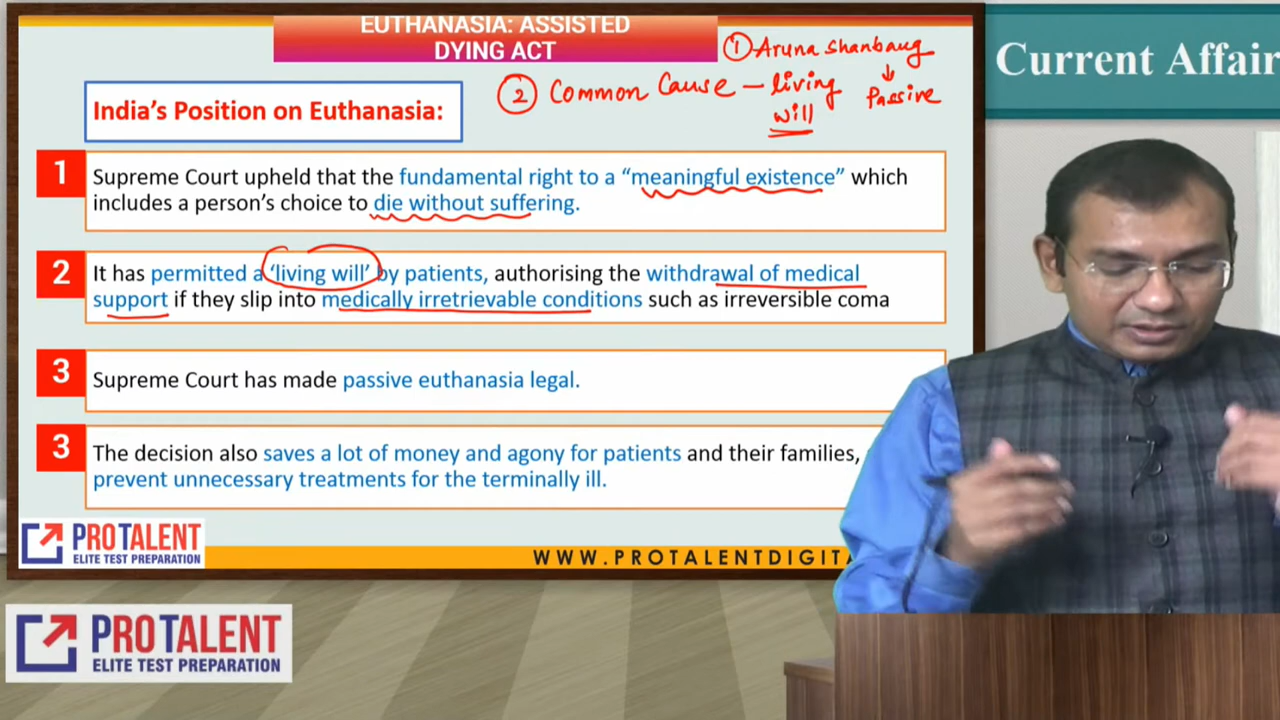 EUTHANASIA: ASSISTED
DYING ACT
① Aruna Shanbaug
↓
Passive
② Common Cause – living
will
Current Affair
India's Position on Euthanasia:
1
Supreme Court upheld that the fundamental right to a "meaningful existence" which
includes a person's choice to die without suffering.
2
It has permitted a 'living will' by patients, authorising the withdrawal of medical
support if they slip into medically irretrievable conditions such as irreversible coma
3
Supreme Court has made passive euthanasia legal.
3
The decision also saves a lot of money and agony for patients and their families,
prevent unnecessary treatments for the terminally ill.
PROTALENT
ELITE TEST PREPARATION
WWW.PROTALENTDIGITA
PROTALENT
ELITE TEST PREPARATION